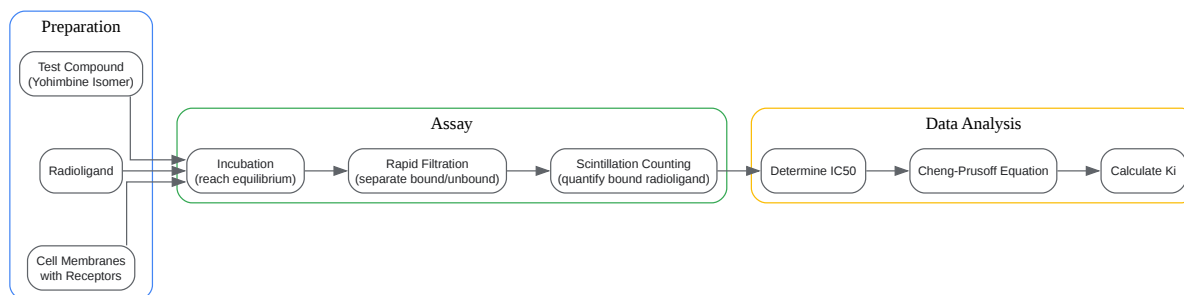 Preparation
Test Compound
(Yohimbine Isomer)
Radioligand
Cell Membranes
with Receptors
Assay
Incubation
(reach equilibrium)
Rapid Filtration
(separate bound/unbound)
Scintillation Counting
(quantify bound radioligand)
Data Analysis
Determine IC50
Cheng-Prusoff Equation
Calculate Ki